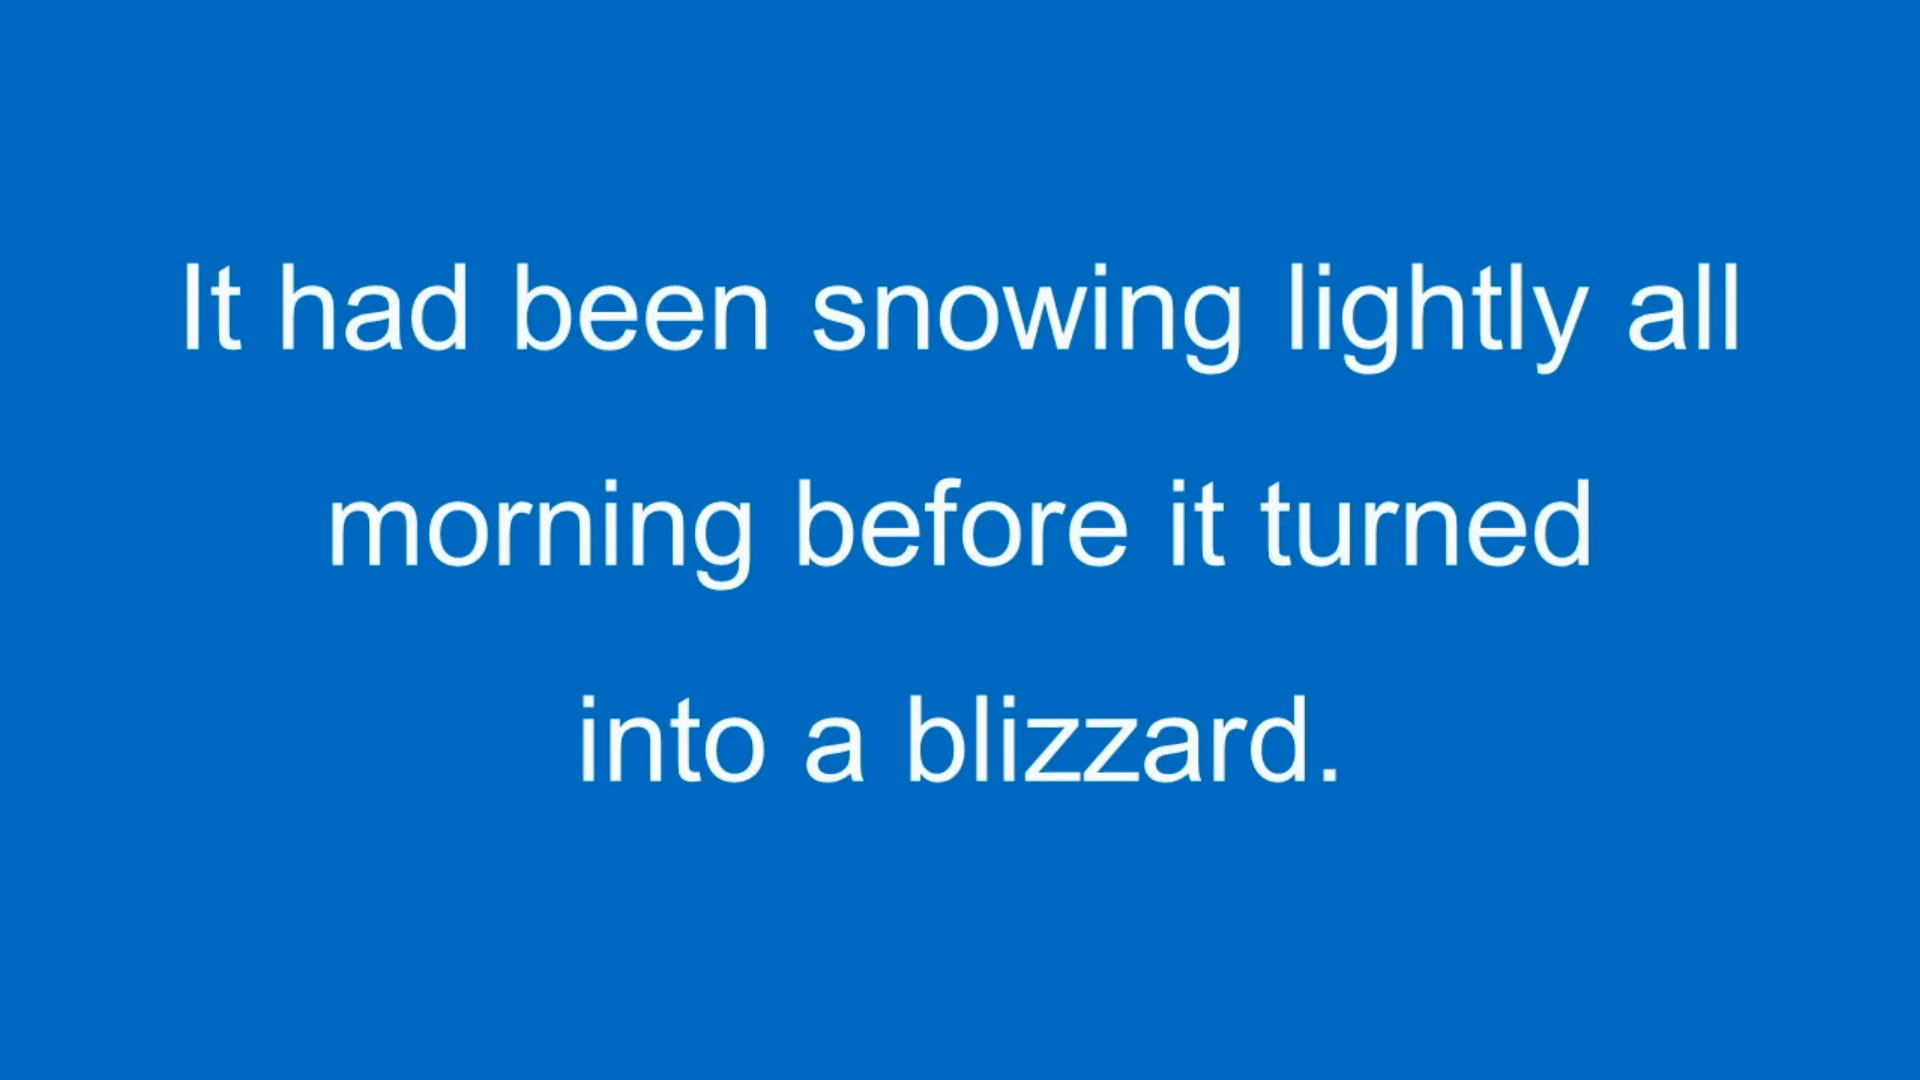 It had been snowing lightly all
morning before it turned
into a blizzard.